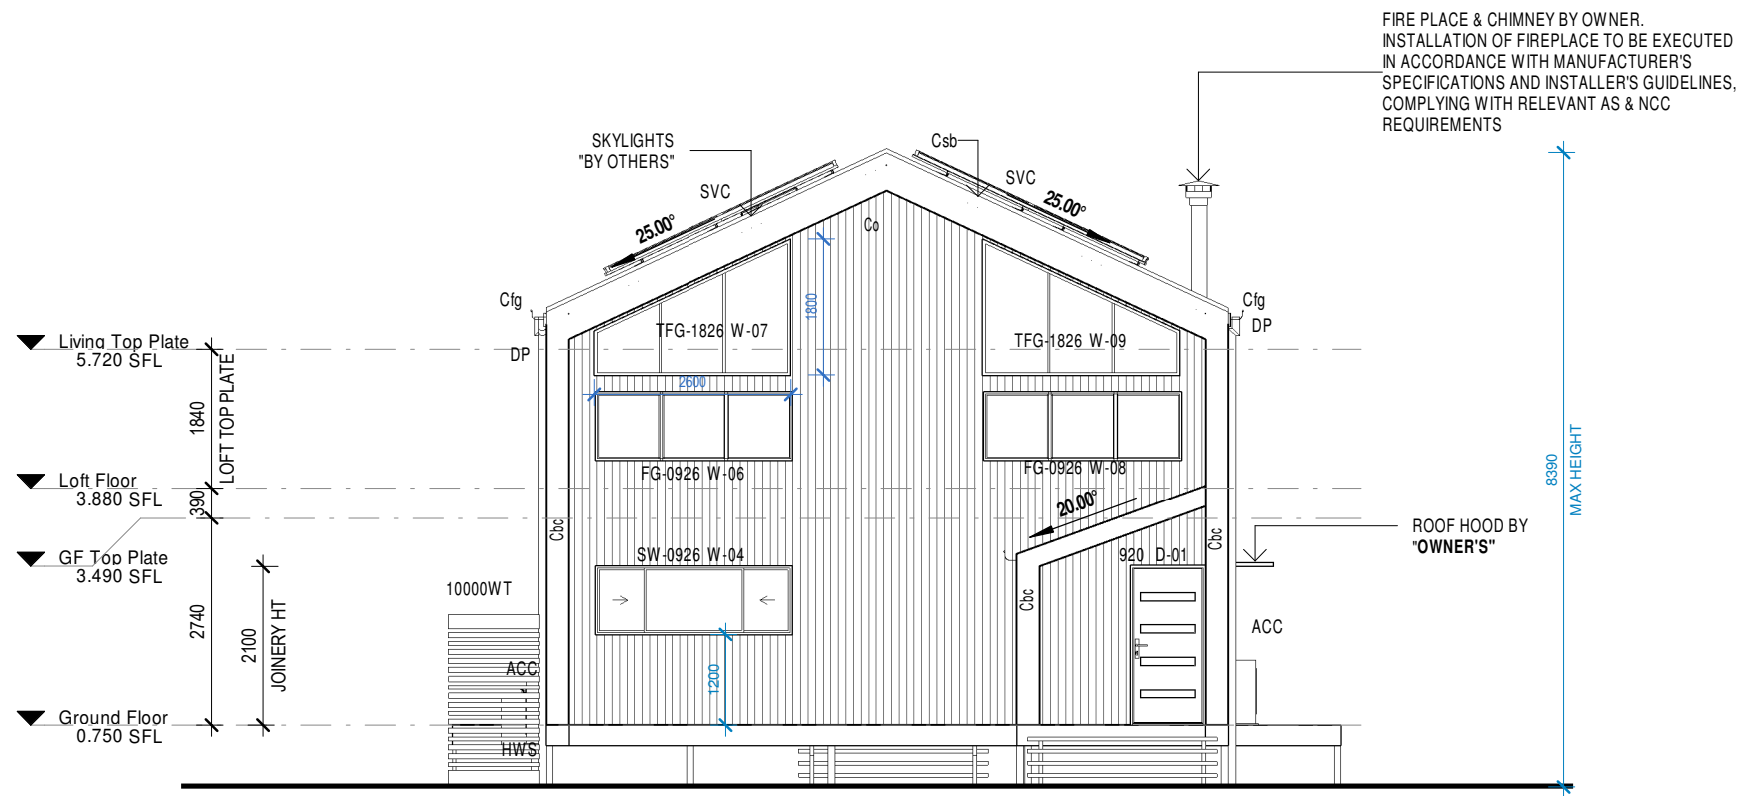 FIRE PLACE & CHIMNEY BY OWNER.
INSTALLATION OF FIREPLACE TO BE EXECUTED
IN ACCORDANCE WITH MANUFACTURER'S
SPECIFICATIONS AND INSTALLER'S GUIDELINES,
COMPLYING WITH RELEVANT AS & NCC
REQUIREMENTS
SKYLIGHTS
"BY OTHERS"
Csb
SVC
SVC
25.00°
25.00°
Co
Cfg
Cfg
DP
DP
1800
TFG-1826 W-07
TFG-1826 W-09
Living Top Plate
5.720 SFL
2600
1840
LOFT TOP PLATE
FG-0926 W-06
FG-0926 W-08
Loft Floor
3.880 SFL
390
8390
MAX HEIGHT
20.00°
Cbc
Cbc
ROOF HOOD BY
"OWNER'S"
GF Top Plate
3.490 SFL
SW-0926 W-04
920 D-01
10000WT
Cbc
2740
2100
JOINERY HT
ACC
ACC
1200
Ground Floor
0.750 SFL
HWS